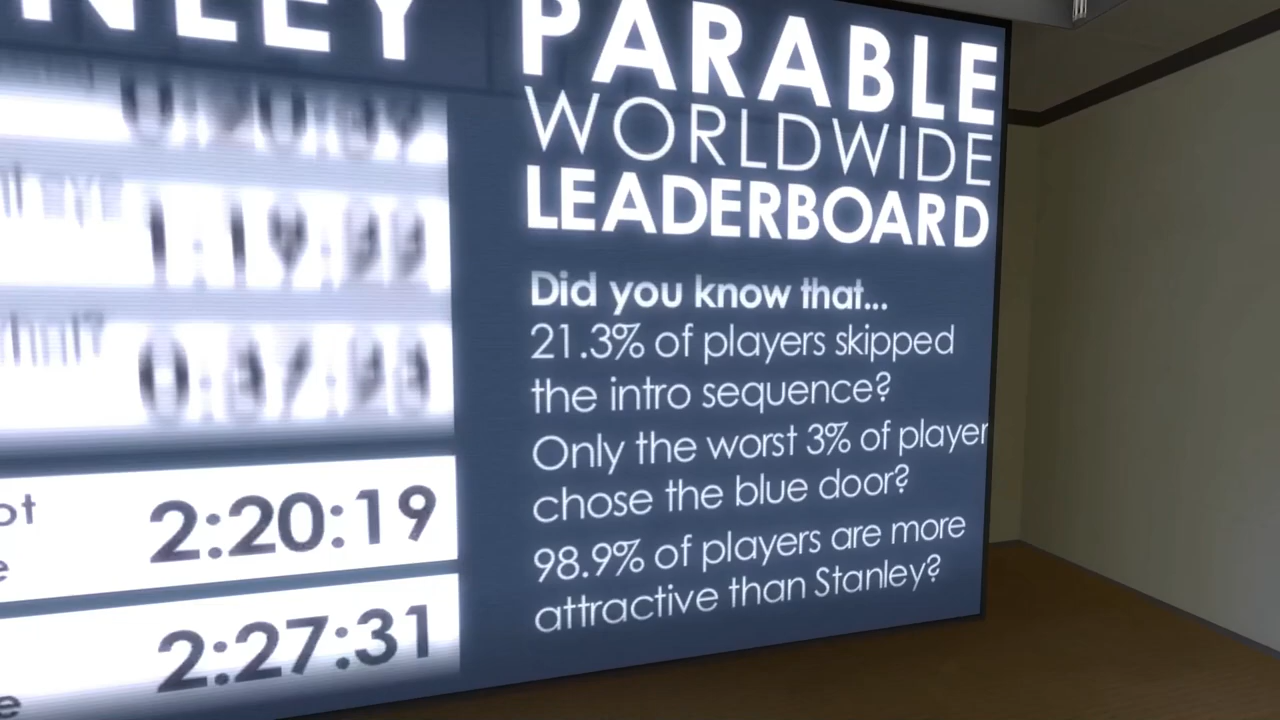 NLEY PARABLE
WORLDWIDE
LEADERBOARD
Did you know that...
21.3% of players skipped
the intro sequence?
Only the worst 3% of player
chose the blue door?
98.9% of players are more
attractive than Stanley?
2:20:19
2:27:31